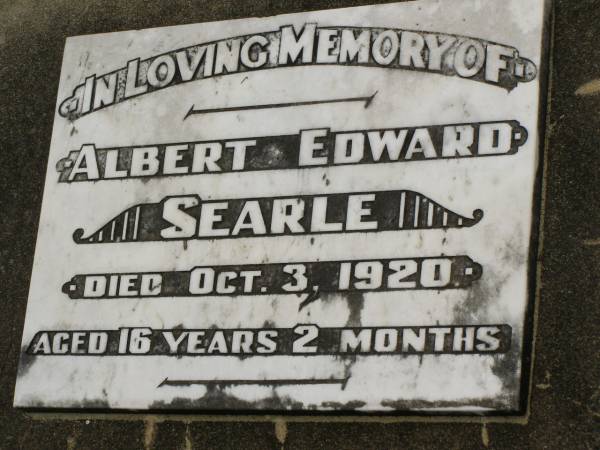 IN LOVING MEMORY OF
ALBERT EDWARD
SEARLE
DIED OCT. 3, 1920
AGED 16 YEARS 2 MONTHS